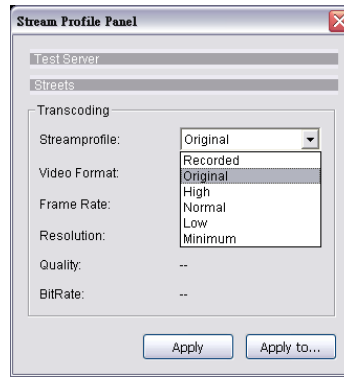 Stream Profile Panel
Test Server
Streets
Transcoding
Streamprofile: Original
Recorded
Original
High
Normal
Low
Minimum
Video Format:
Frame Rate:
Resolution:
Quality: --
BitRate: --
Apply Apply to...